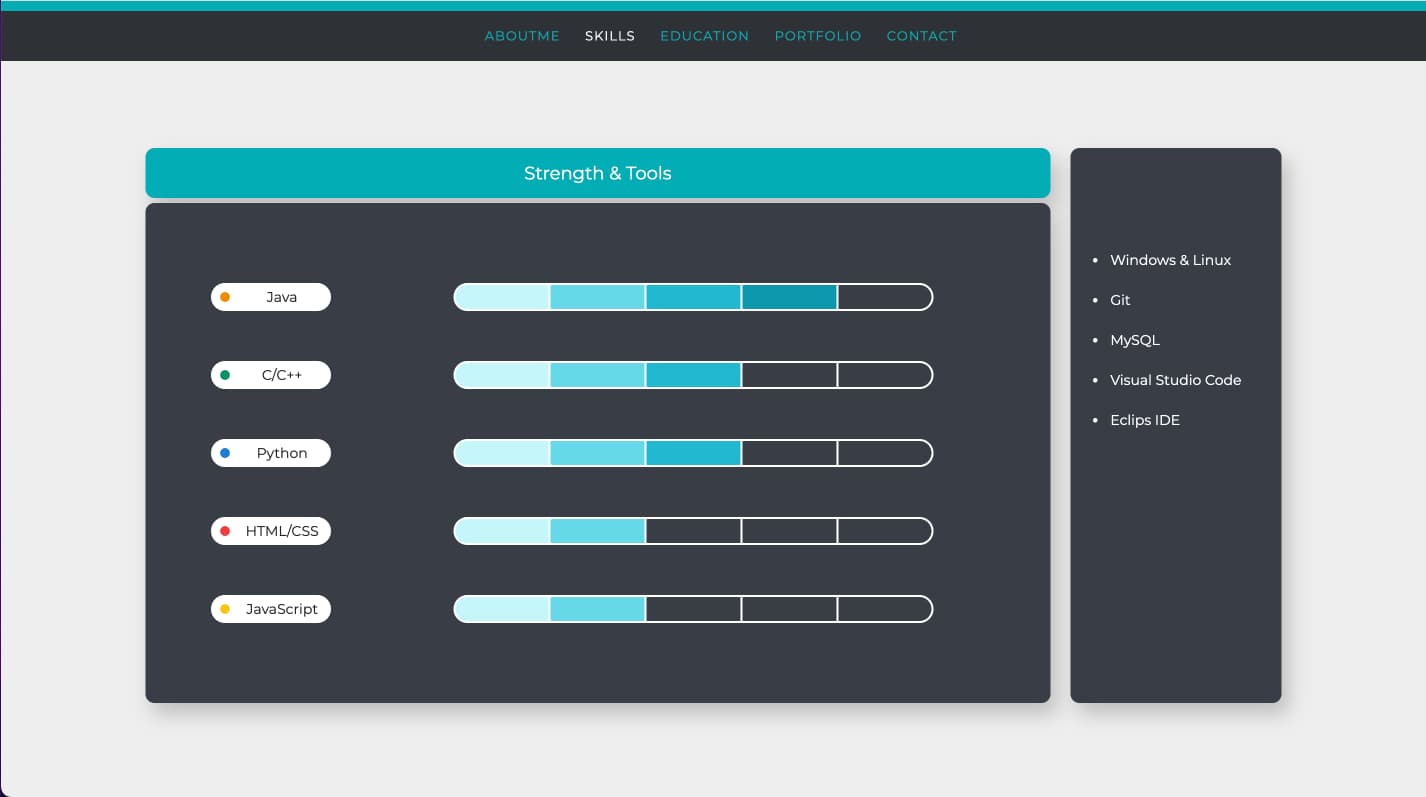 ABOUTME SKILLS EDUCATION PORTFOLIO CONTACT
Strength & Tools
Java
C/C++
Python
HTML/CSS
JavaScript
• Windows & Linux
• Git
• MySQL
• Visual Studio Code
• Eclips IDE